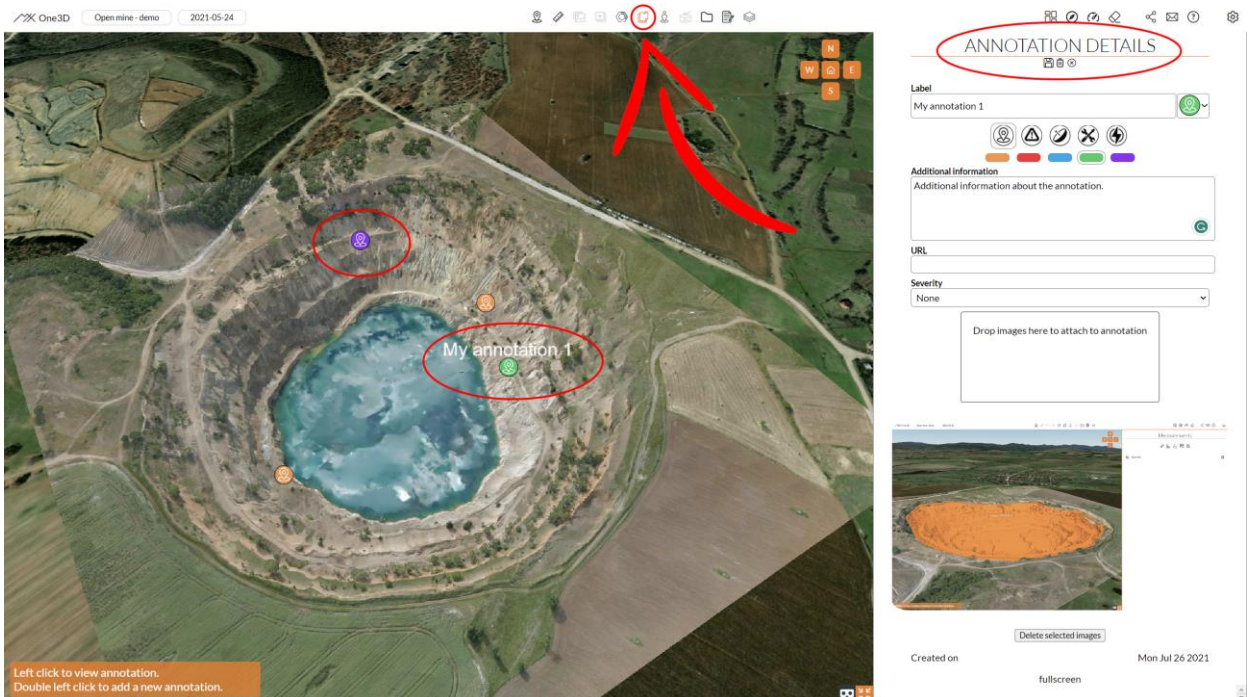 One3D Open mine - demo 2021-05-24
N
W E
S
My annotation 1
Left click to view annotation.
Double left click to add a new annotation.
ANNOTATION DETAILS
Label
My annotation 1
Additional information
Additional information about the annotation.
URL
Severity
None
Drop images here to attach to annotation
Delete selected images
Created on Mon Jul 26 2021
fullscreen